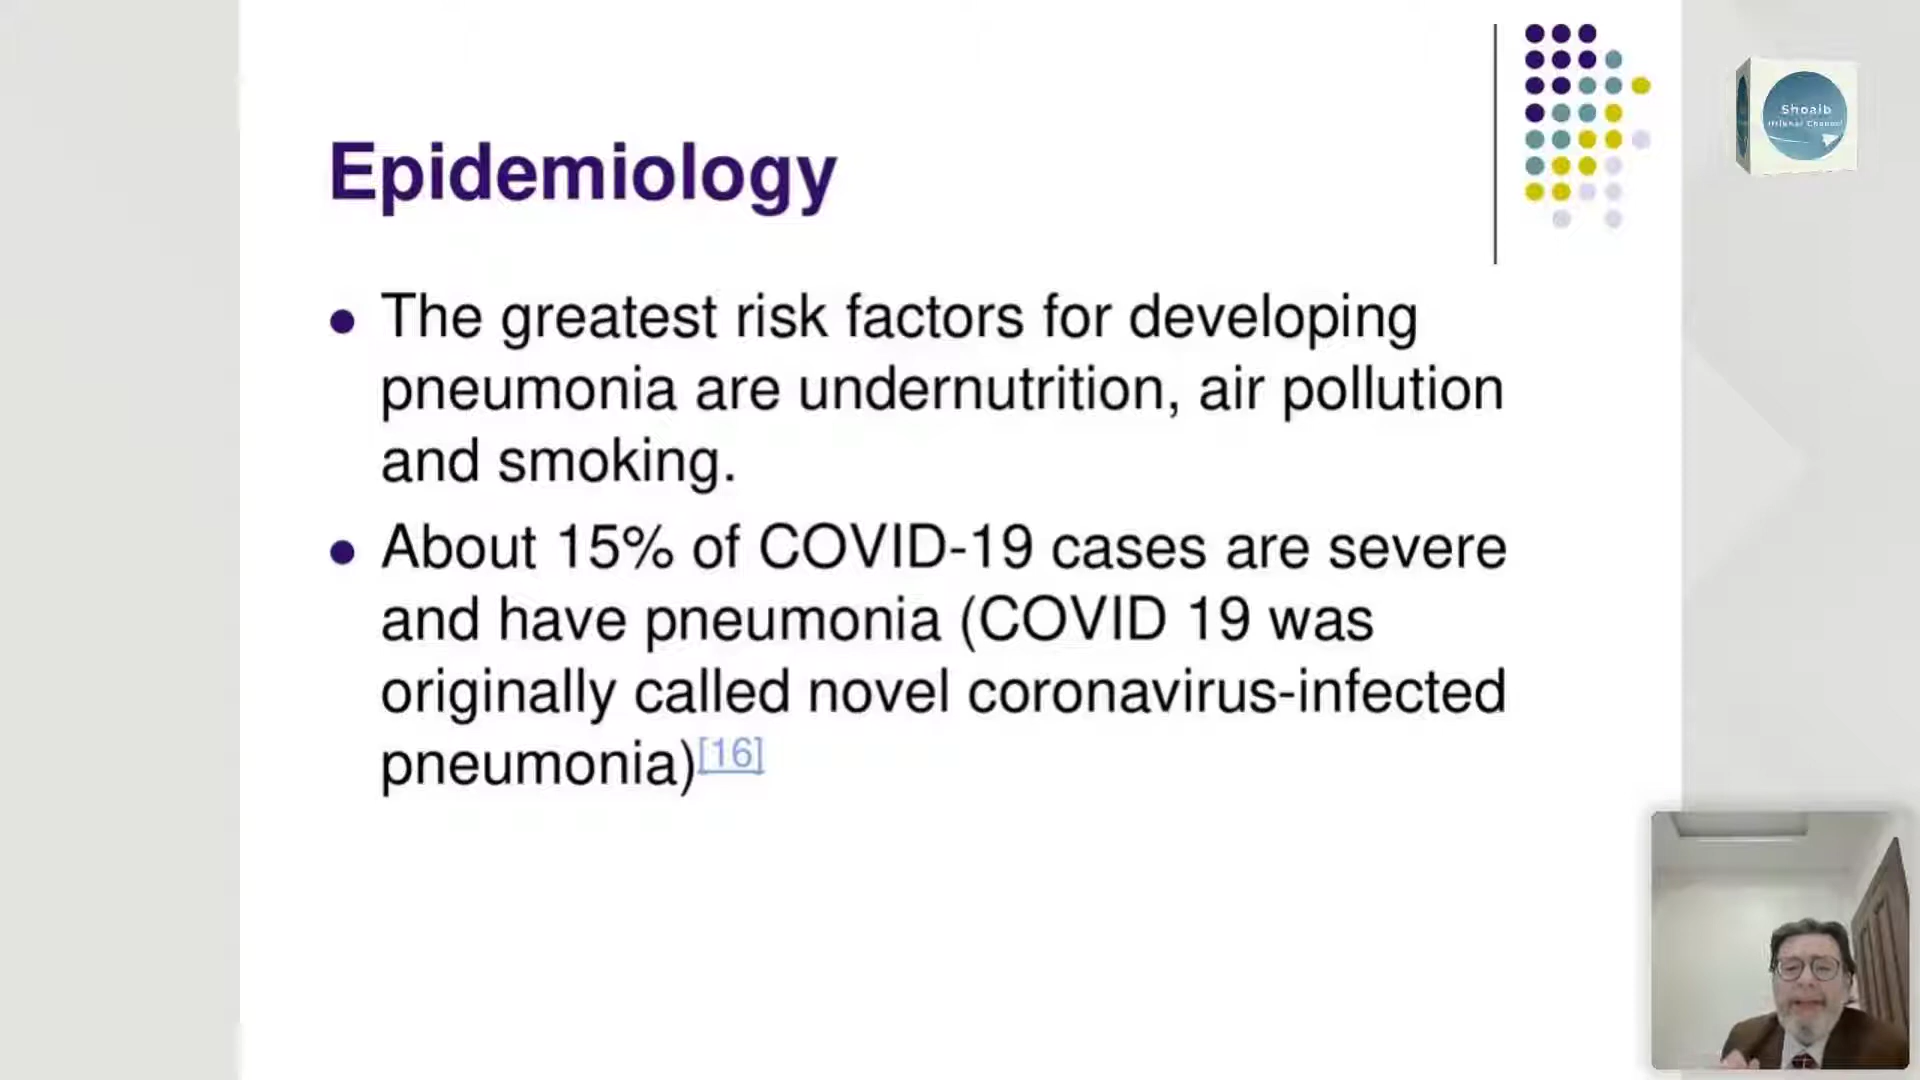 Epidemiology
The greatest risk factors for developing
pneumonia are undernutrition, air pollution
and smoking.
About 15% of COVID-19 cases are severe
and have pneumonia (COVID 19 was
originally called novel coronavirus-infected
pneumonia)[16]
Shoaib